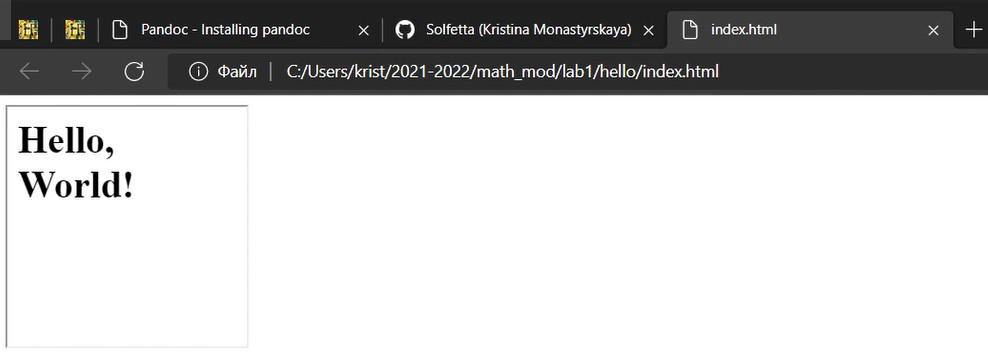 Pandoc - Installing pandoc
Solfetta (Kristina Monastyrskaya)
index.html
Файл
C:/Users/krist/2021-2022/math_mod/lab1/hello/index.html
Hello,
World!